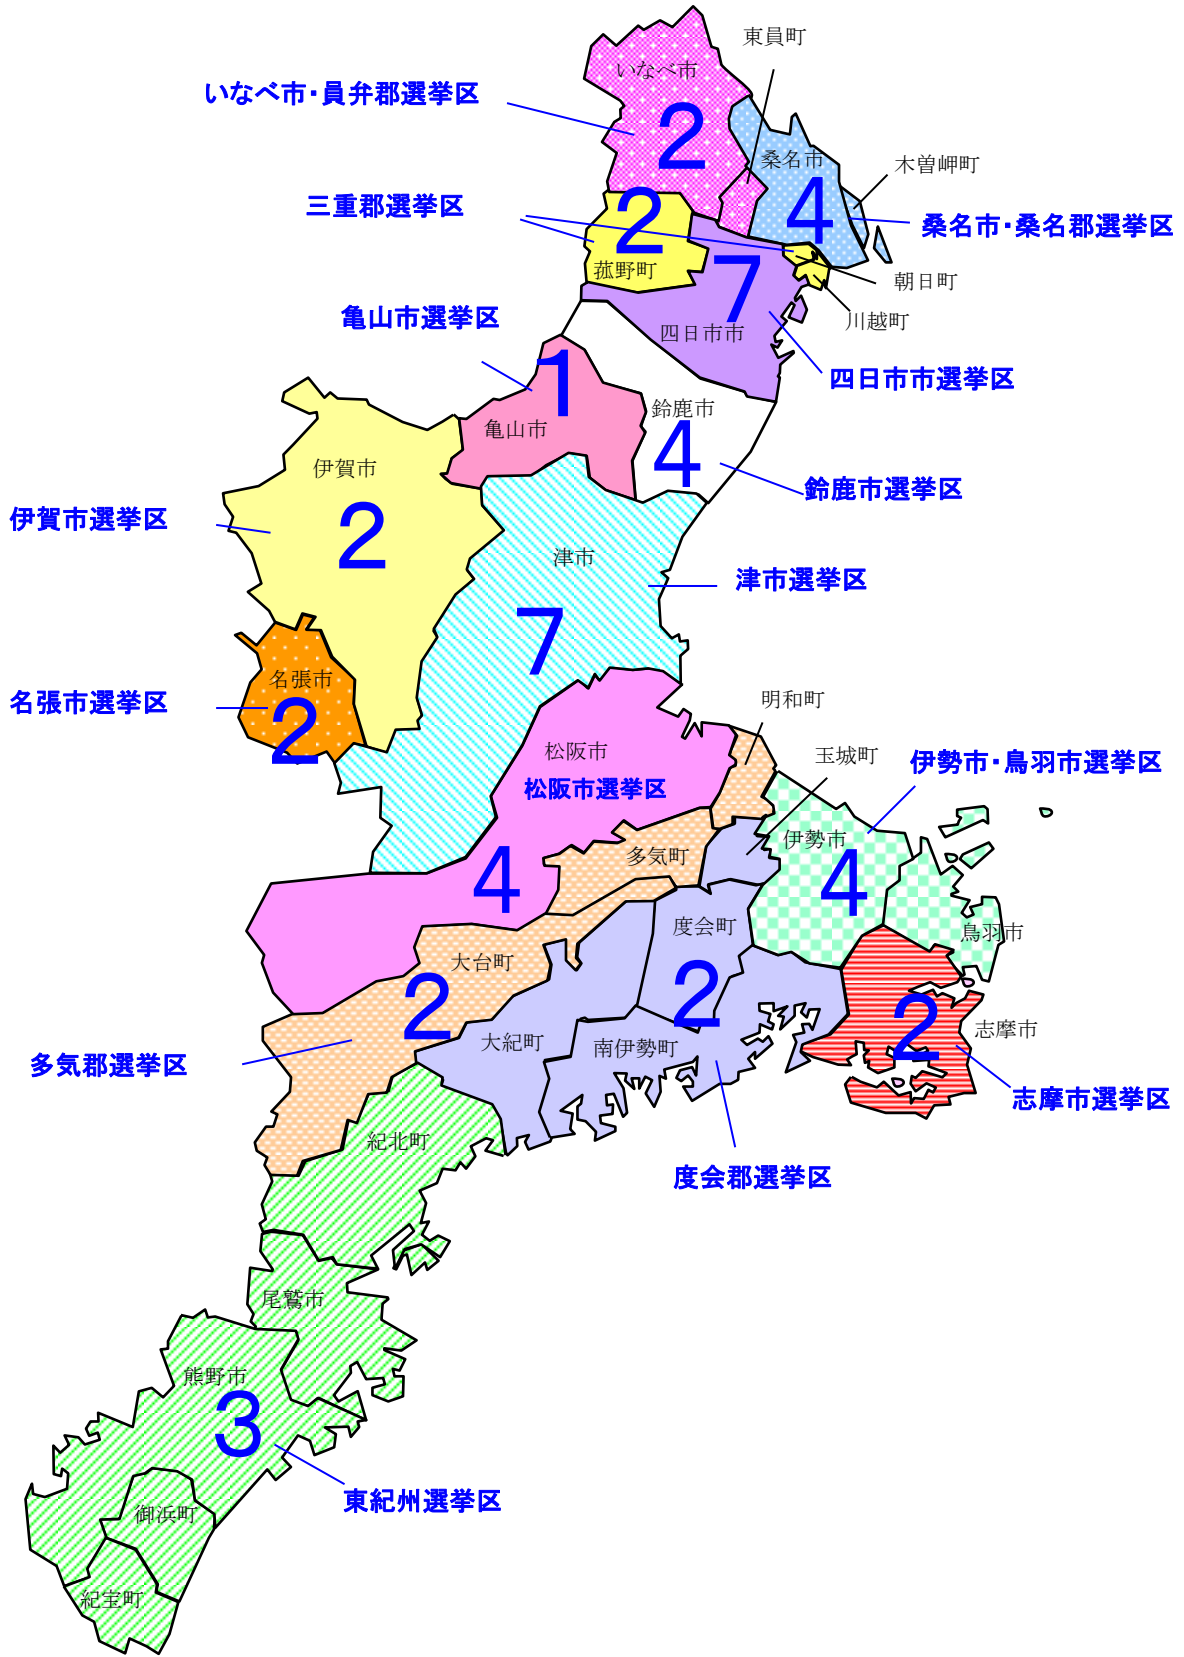 東員町
いなべ市
いなべ市・員弁郡選挙区
2
桑名市
木曽岬町
三重郡選挙区
2
4
桑名市・桑名郡選挙区
菰野町
7
朝日町
亀山市選挙区
川越町
四日市市
1
四日市市選挙区
鈴鹿市
亀山市
4
伊賀市
鈴鹿市選挙区
伊賀市選挙区
2
津市
津市選挙区
7
名張市
名張市選挙区
2
明和町
松阪市
玉城町
伊勢市・鳥羽市選挙区
松阪市選挙区
伊勢市
多気町
4
4
度会町
鳥羽市
大台町
2
2
2
志摩市
大紀町
南伊勢町
多気郡選挙区
志摩市選挙区
紀北町
度会郡選挙区
尾鷲市
熊野市
3
東紀州選挙区
御浜町
紀宝町